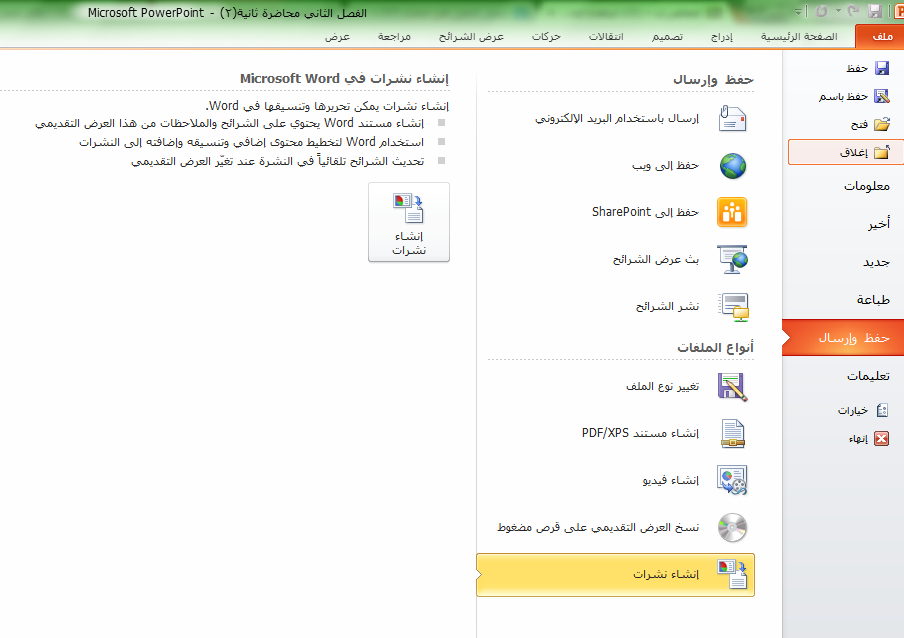 الفصل الثاني محاضرة ثانية(٢) - Microsoft PowerPoint
ملف
الصفحة الرئيسية
إدراج
تصميم
انتقالات
حركات
عرض الشرائح
مراجعة
عرض
حفظ
حفظ باسم
فتح
إغلاق
معلومات
أخير
جديد
طباعة
حفظ وإرسال
تعليمات
خيارات
إنهاء
حفظ وإرسال
إرسال باستخدام البريد الإلكتروني
حفظ إلى ويب
حفظ إلى SharePoint
بث عرض الشرائح
نشر الشرائح
أنواع الملفات
تغيير نوع الملف
إنشاء مستند PDF/XPS
إنشاء فيديو
نسخ العرض التقديمي على قرص مضغوط
إنشاء نشرات
إنشاء نشرات في Microsoft Word
إنشاء نشرات يمكن تحريرها وتنسيقها في Word.
إنشاء مستند Word يحتوي على الشرائح والملاحظات من هذا العرض التقديمي
استخدام Word لتخطيط محتوى إضافي وتنسيقه وإضافته إلى النشرات
تحديث الشرائح تلقائياً في النشرة عند تغيّر العرض التقديمي
إنشاء
نشرات